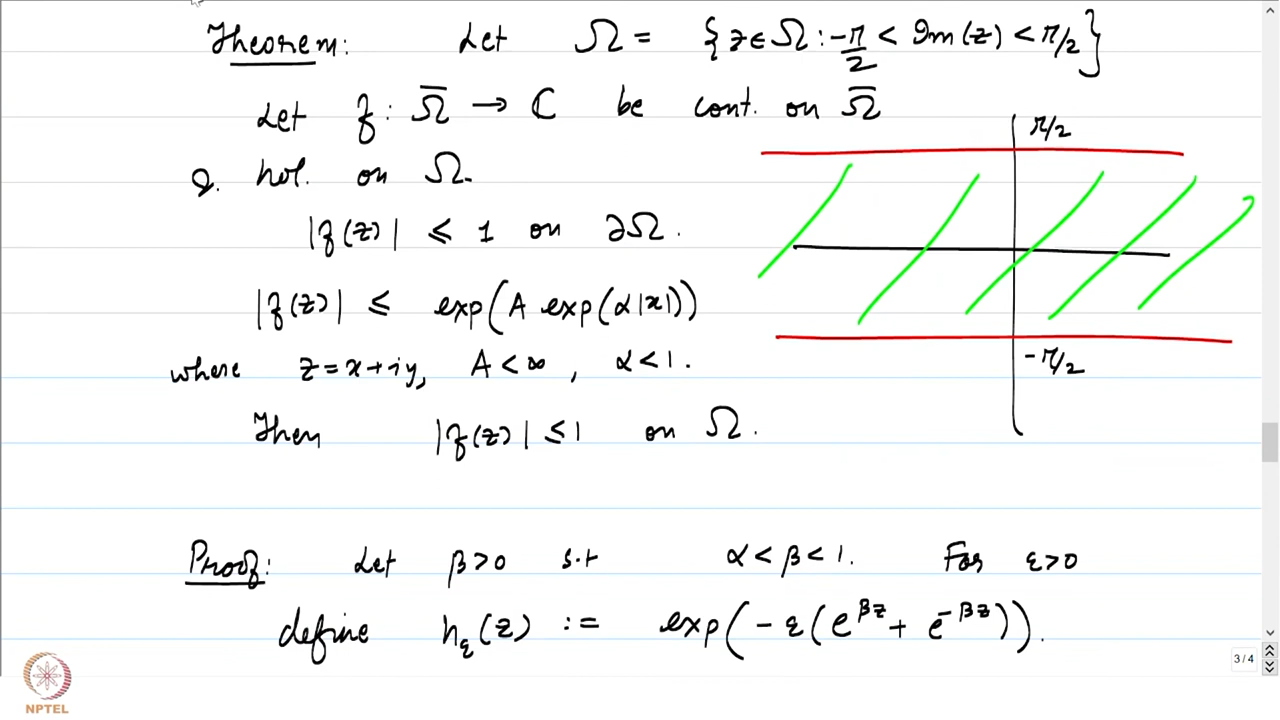 Theorem: Let Ω = {z ∈ Ω : -π/2 < Im(z) < π/2}
Let f : Ω̅ → ℂ be cont. on Ω̅
& hol. on Ω.
|f(z)| ≤ 1 on ∂Ω.
|f(z)| ≤ exp(A exp(α|x|))
where z = x+iy, A < ∞, α < 1.
Then |f(z)| ≤ 1 on Ω.
π/2
-π/2
Proof: Let β > 0 s.t α < β < 1. For ε > 0
define h_ε(z) := exp(-ε(e^{βz} + e^{-βz})).
3 / 4
NPTEL